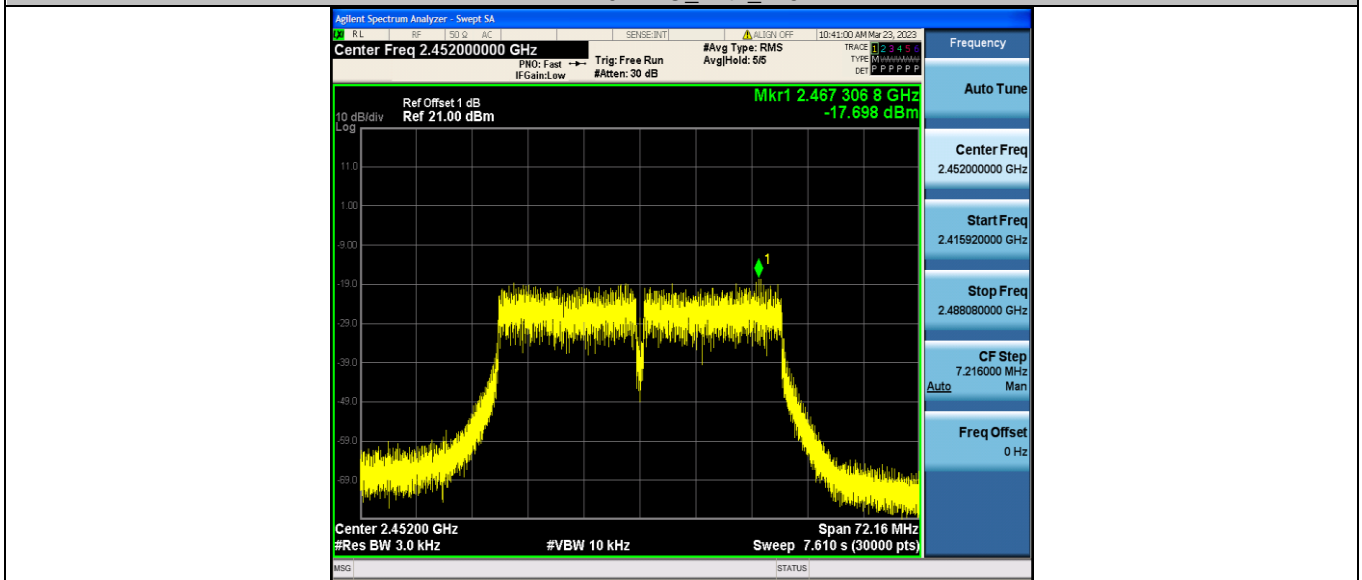 Agilent Spectrum Analyzer - Swept SA
RL RF 50 Ω AC SENSE:INT ALIGN OFF 10:41:00 AM Mar 23, 2023
Center Freq 2.452000000 GHz
#Avg Type: RMS
TRACE 1 2 3 4 5 6
PNO: Fast Trig: Free Run Avg|Hold: 5/5
TYPE M WWWWW
IFGain:Low #Atten: 30 dB
DET P P P P P P
Mkr1 2.467 306 8 GHz
-17.698 dBm
Ref Offset 1 dB
10 dB/div Ref 21.00 dBm
Log
11.0
1.00
-9.00
1
-19.0
-29.0
-39.0
-49.0
-59.0
-69.0
Center 2.45200 GHz Span 72.16 MHz
#Res BW 3.0 kHz #VBW 10 kHz Sweep 7.610 s (30000 pts)
MSG STATUS
Frequency
Auto Tune
Center Freq
2.452000000 GHz
Start Freq
2.415920000 GHz
Stop Freq
2.488080000 GHz
CF Step
7.216000 MHz
Auto Man
Freq Offset
0 Hz